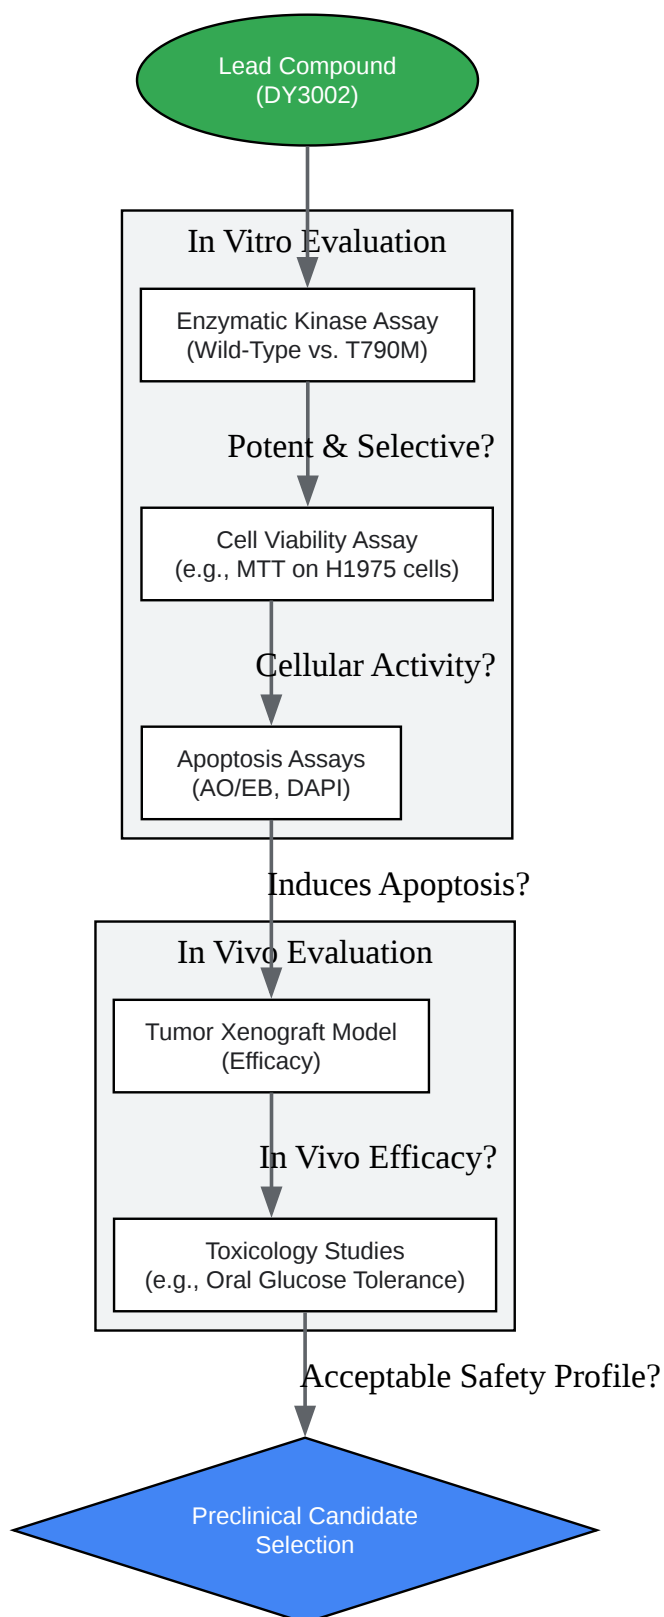 Lead Compound
(DY3002)
In Vitro Evaluation
Enzymatic Kinase Assay
(Wild-Type vs. T790M)
Potent & Selective?
Cell Viability Assay
(e.g., MTT on H1975 cells)
Cellular Activity?
Apoptosis Assays
(AO/EB, DAPI)
Induces Apoptosis?
In Vivo Evaluation
Tumor Xenograft Model
(Efficacy)
In Vivo Efficacy?
Toxicology Studies
(e.g., Oral Glucose Tolerance)
Acceptable Safety Profile?
Preclinical Candidate
Selection